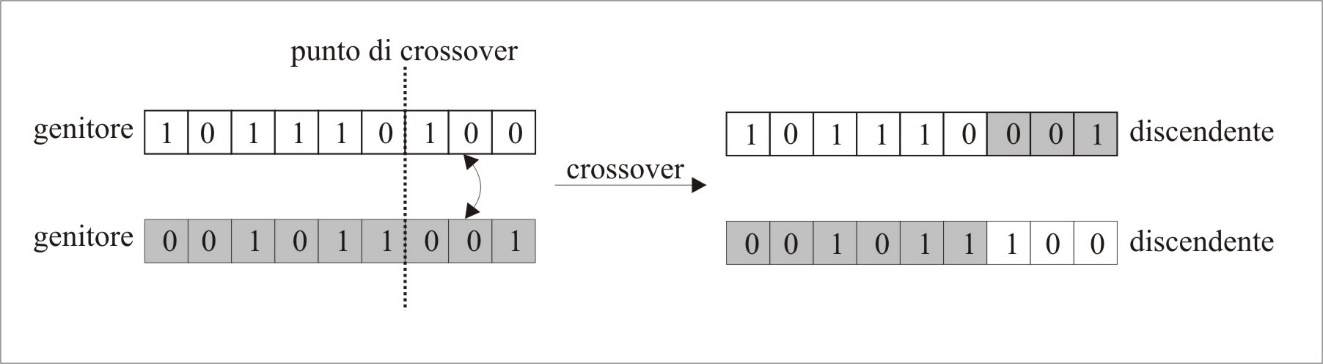 punto di crossover
genitore 1 0 1 1 1 0 1 0 0
1 0 1 1 1 0 0 0 1 discendente
crossover
genitore 0 0 1 0 1 1 0 0 1
0 0 1 0 1 1 1 0 0 discendente